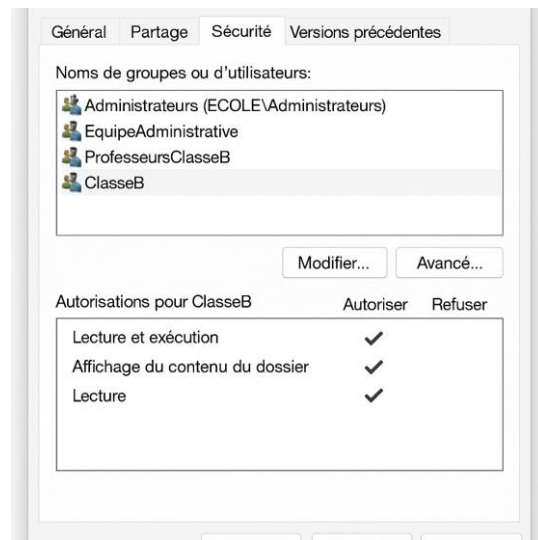 Général Partage Sécurité Versions précédentes
Noms de groupes ou d'utilisateurs:
Administrateurs (ECOLE\Administrateurs)
EquipeAdministrative
ProfesseursClasseB
ClasseB
Modifier... Avancé...
Autorisations pour ClasseB Autoriser Refuser
Lecture et exécution
Affichage du contenu du dossier
Lecture